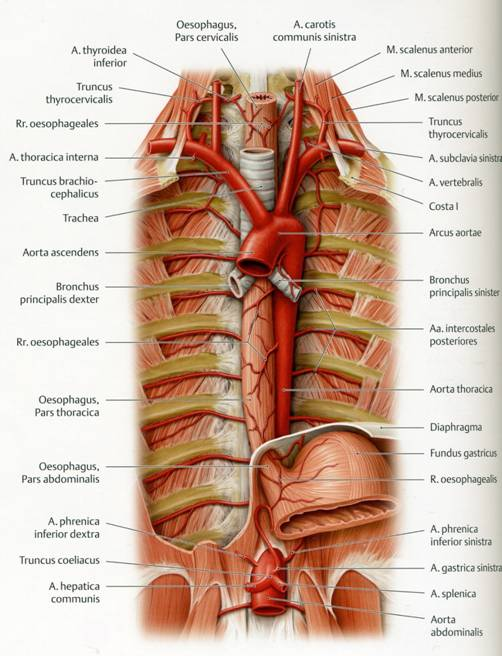 Oesophagus,
Pars cervicalis
A. carotis
communis sinistra
A. thyroidea
inferior
Truncus
thyrocervicalis
Rr. oesophageales
A. thoracica interna
Truncus brachio-
cephalicus
Trachea
Aorta ascendens
Bronchus
principalis dexter
Rr. oesophageales
Oesophagus,
Pars thoracica
Oesophagus,
Pars abdominalis
A. phrenica
inferior dextra
Truncus coeliacus
A. hepatica
communis
M. scalenus anterior
M. scalenus medius
M. scalenus posterior
Truncus
thyrocervicalis
A. subclavia sinistra
A. vertebralis
Costa I
Arcus aortae
Bronchus
principalis sinister
Aa. intercostales
posteriores
Aorta thoracica
Diaphragma
Fundus gastricus
R. oesophagealis
A. phrenica
inferior sinistra
A. gastrica sinistra
A. splenica
Aorta
abdominalis